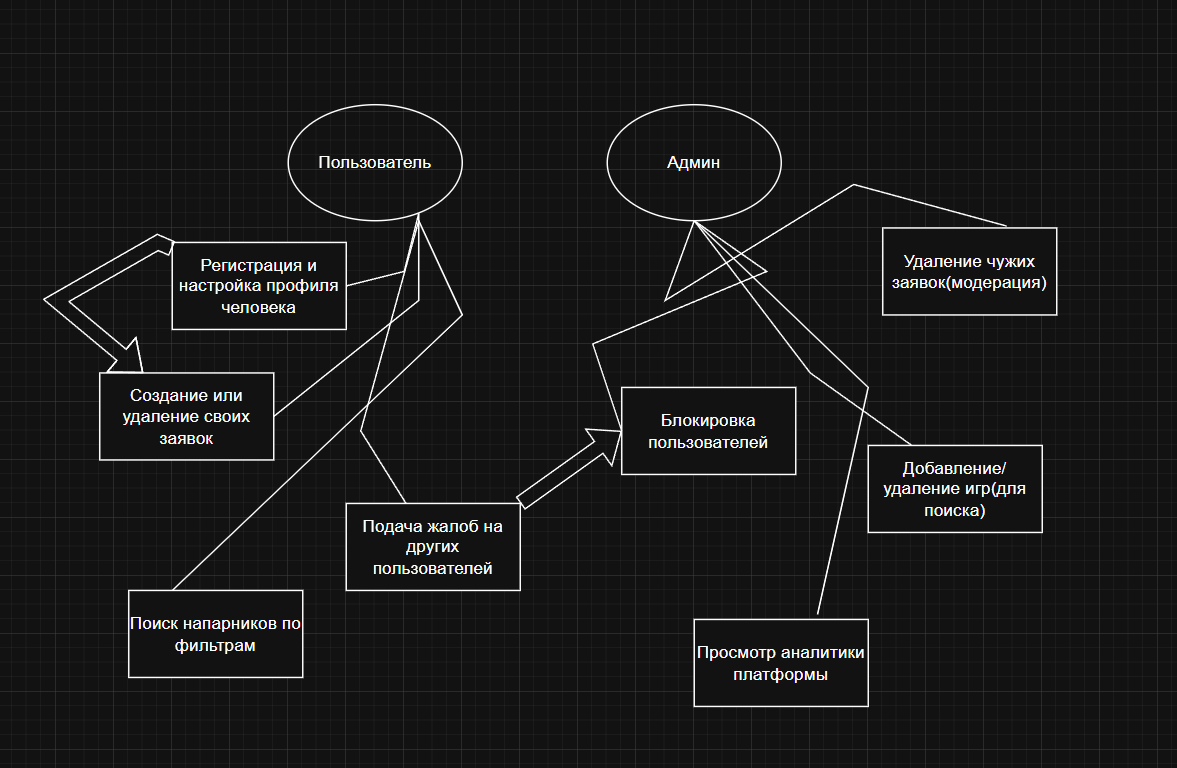 Пользователь
Админ
Регистрация и
настройка профиля
человека
Удаление чужих
заявок(модерация)
Создание или
удаление своих
заявок
Блокировка
пользователей
Добавление/
удаление игр(для
поиска)
Подача жалоб на
других
пользователей
Поиск напарников по
фильтрам
Просмотр аналитики
платформы